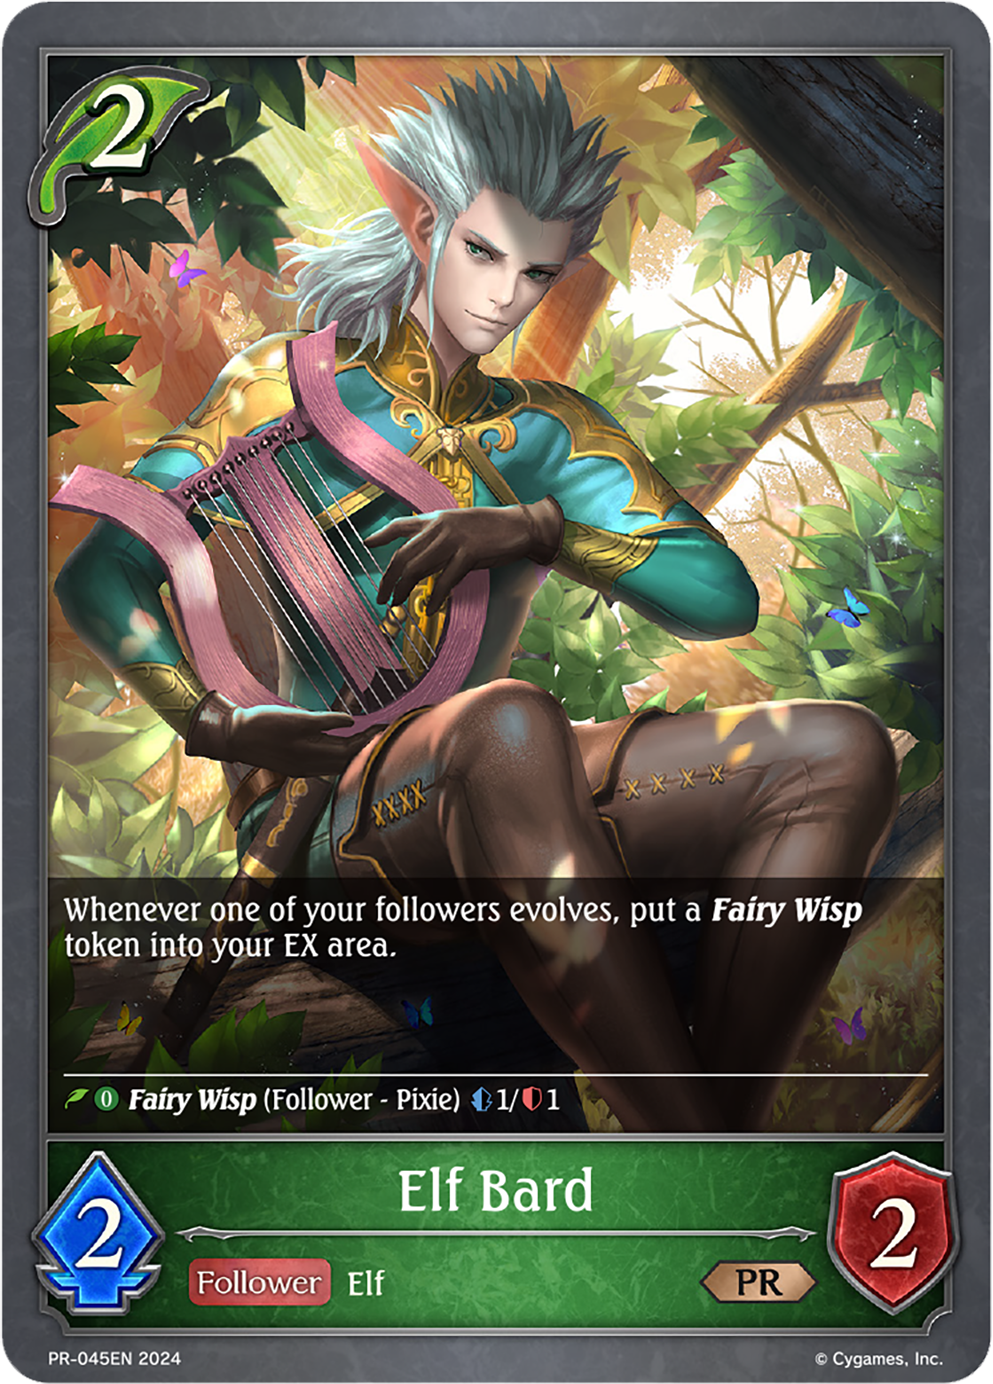 2
Whenever one of your followers evolves, put a Fairy Wisp
token into your EX area.
0 Fairy Wisp (Follower - Pixie) 1/1
Elf Bard
2
2
Follower Elf
PR
PR-045EN 2024
© Cygames, Inc.